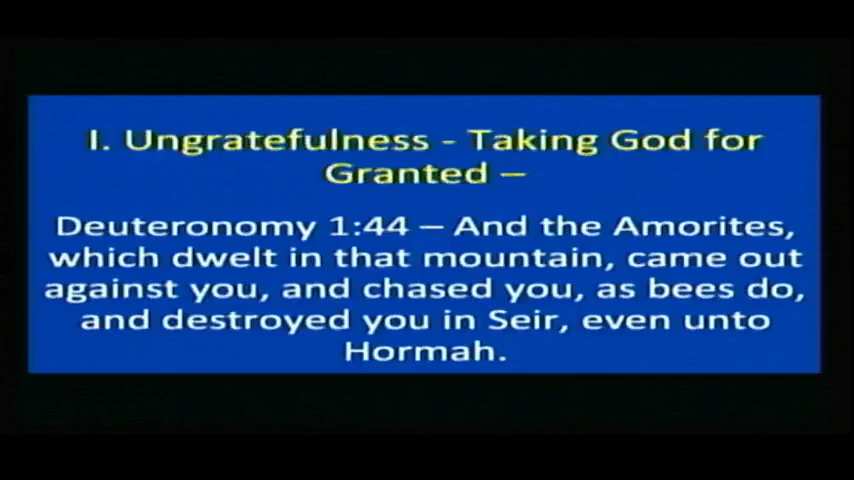 I. Ungratefulness - Taking God for
Granted –
Deuteronomy 1:44 – And the Amorites,
which dwelt in that mountain, came out
against you, and chased you, as bees do,
and destroyed you in Seir, even unto
Hormah.